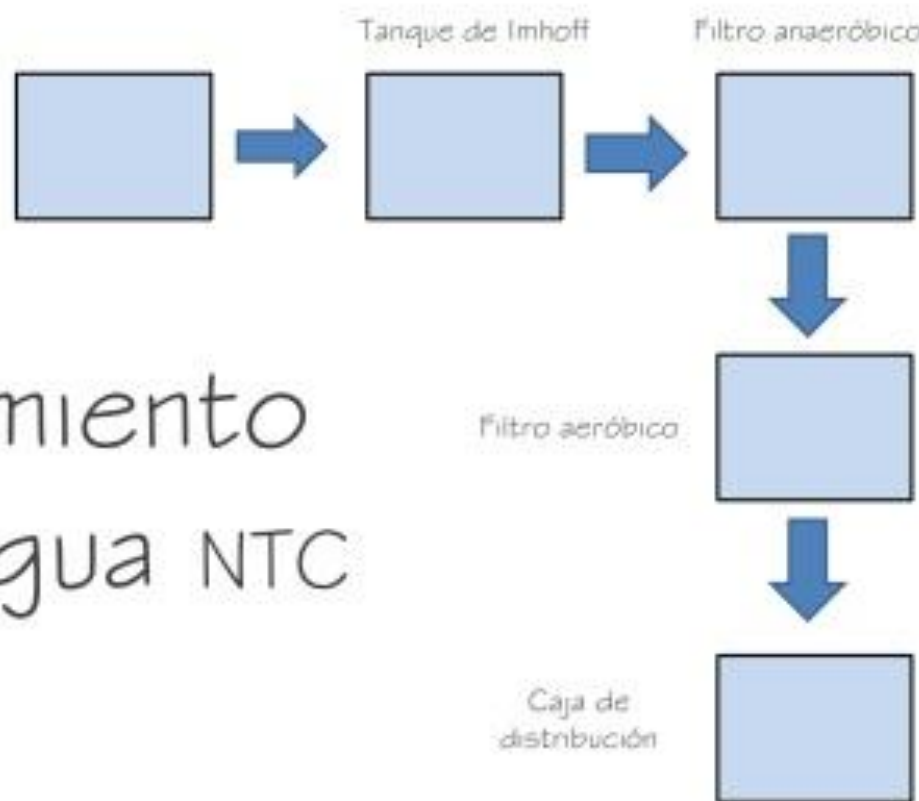 Tanque de Imhoff
Filtro anaeróbico
miento
Filtro aeróbico
gua NTC
Caja de
distribución